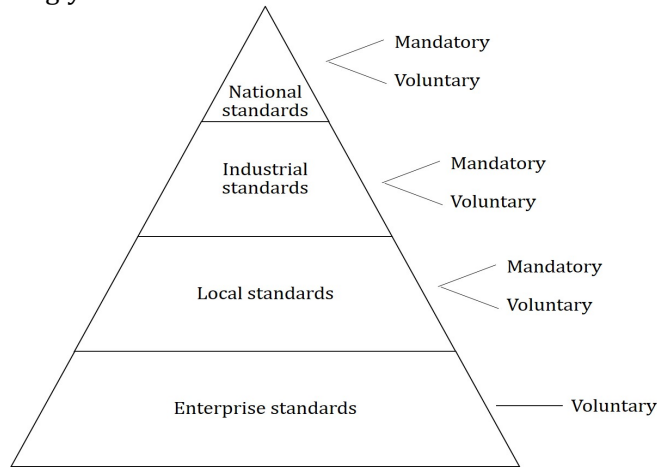 Mandatory
Voluntary
National
standards
Mandatory
Industrial
standards
Voluntary
Mandatory
Local standards
Voluntary
Enterprise standards
Voluntary